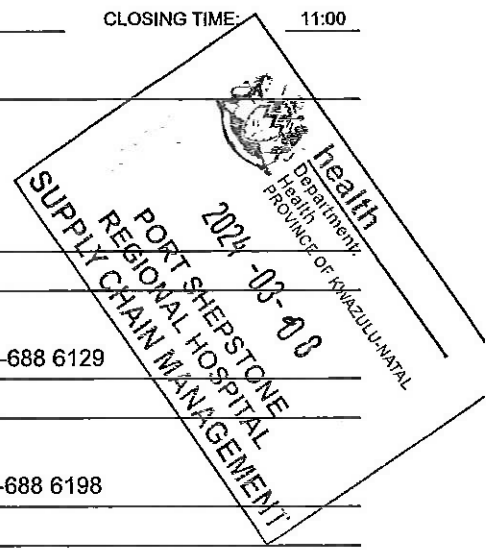 CLOSING TIME: 11:00
health
Department:
Health
PROVINCE OF KWAZULU-NATAL
2024 -03- 08
PORT SHEPSTONE
REGIONAL HOSPITAL
SUPPLY CHAIN MANAGEMENT
-688 6129
-688 6198